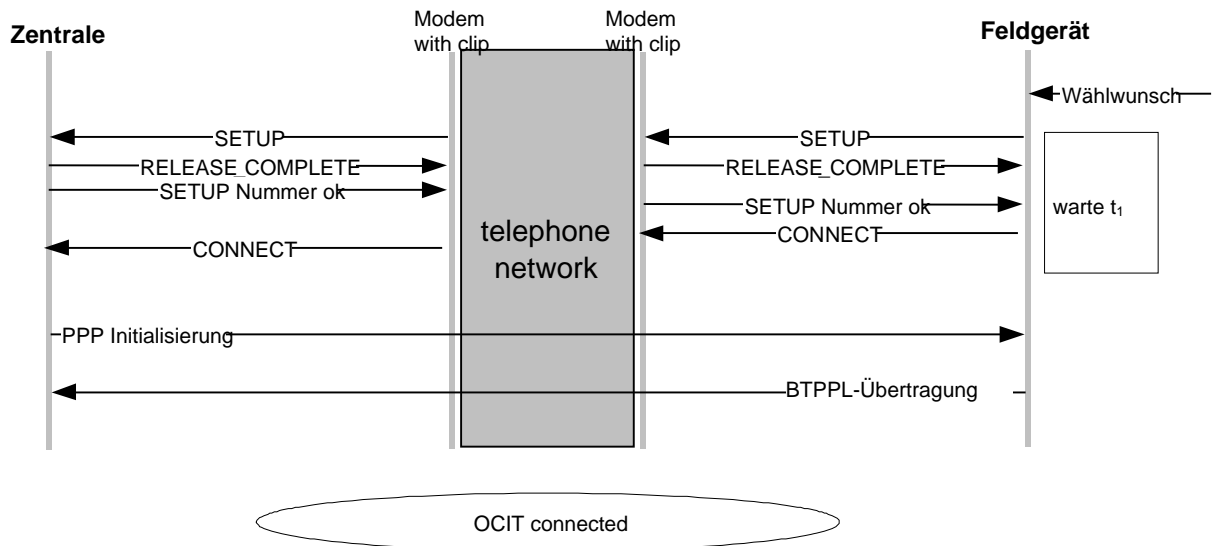 Modem
with clip
Modem
with clip
Zentrale
Feldgerät
Wählwunsch
SETUP
SETUP
RELEASE_COMPLETE
RELEASE_COMPLETE
SETUP Nummer ok
SETUP Nummer ok
warte t₁
CONNECT
CONNECT
telephone
network
PPP Initialisierung
BTPPL-Übertragung
OCIT connected